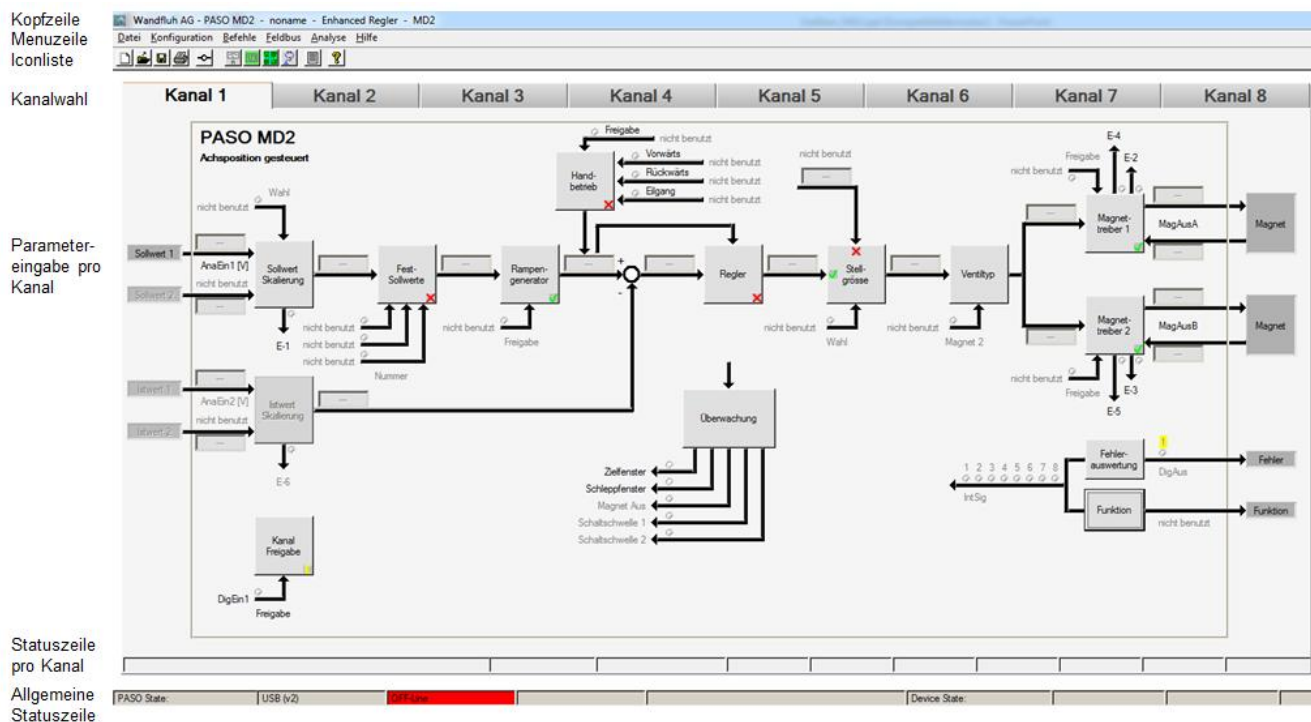 Kopfzeile
Wandfluh AG - PASO MD2 - noname - Enhanced Regler - MD2
Menuzeile
Datei Konfiguration Befehle Feldbus Analyse Hilfe
Iconliste
Kanalwahl
Kanal 1 Kanal 2 Kanal 3 Kanal 4 Kanal 5 Kanal 6 Kanal 7 Kanal 8
PASO MD2
Achsposition gesteuert
Parameter-
eingabe pro
Kanal
Wahl
nicht benutzt
Sollwert 1
AnaEin1 [V]
nicht benutzt
Sollwert 2
Sollwert
Skalierung
E-1
Fest-
Sollwerte
nicht benutzt
nicht benutzt
nicht benutzt
Nummer
Rampen-
generator
nicht benutzt
Freigabe
Hand-
betrieb
Freigabe
nicht benutzt
Vorwärts
nicht benutzt
Rückwärts
nicht benutzt
Eilgang
nicht benutzt
+
-
Regler
nicht benutzt
Stell-
grösse
nicht benutzt
Wahl
Ventiltyp
nicht benutzt
Magnet 2
E-4
E-2
Freigabe
nicht benutzt
Magnet-
treiber 1
MagAusA
Magnet
Magnet-
treiber 2
MagAusB
Magnet
nicht benutzt
Freigabe
E-3
E-5
Istwert 1
AnaEin2 [V]
nicht benutzt
Istwert 2
Istwert
Skalierung
E-6
Überwachung
Zielfenster
Schleppfenster
Magnet Aus
Schaltschwelle 1
Schaltschwelle 2
1 2 3 4 5 6 7 8
IntSig
Fehler-
auswertung
!
DigAus
Fehler
Funktion
nicht benutzt
Funktion
Kanal
Freigabe
DigEin1
Freigabe
Statuszeile
pro Kanal
Allgemeine
Statuszeile
PASO State: USB (v2) OFF-Line Device State: